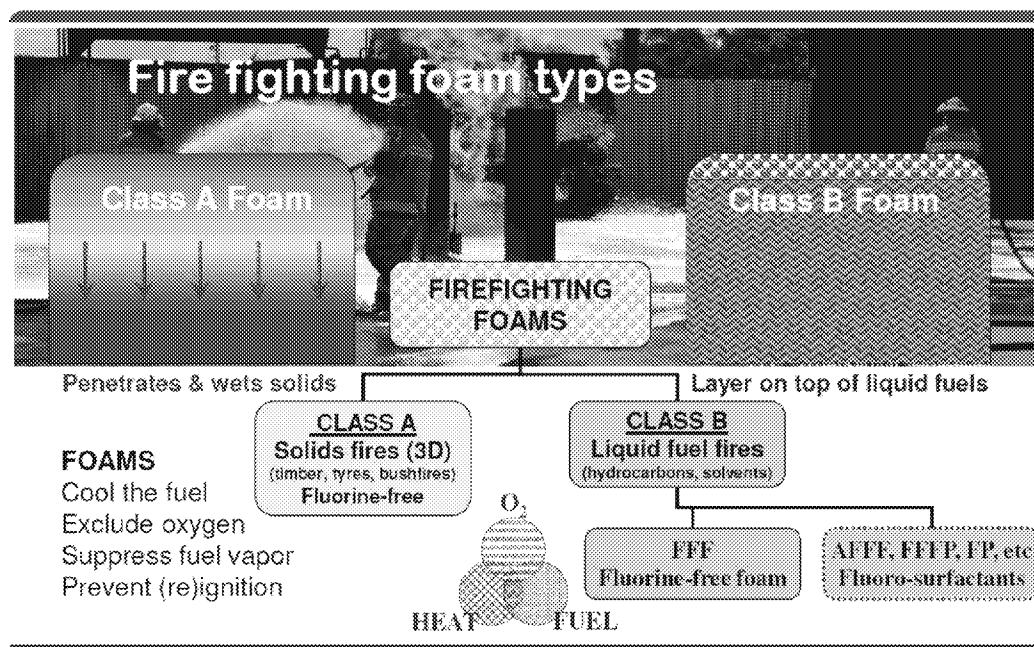 Fire fighting foam types
Class A Foam
Class B Foam
FIREFIGHTING
FOAMS
Penetrates & wets solids
Layer on top of liquid fuels
CLASS A
Solids fires (3D)
(timber, tyres, bushfires)
Fluorine-free
CLASS B
Liquid fuel fires
(hydrocarbons, solvents)
FOAMS
Cool the fuel
Exclude oxygen
Suppress fuel vapor
Prevent (re)ignition
O2
HEAT
FUEL
FFF
Fluorine-free foam
AFFF, FFFP, FP, etc
Fluoro-surfactants